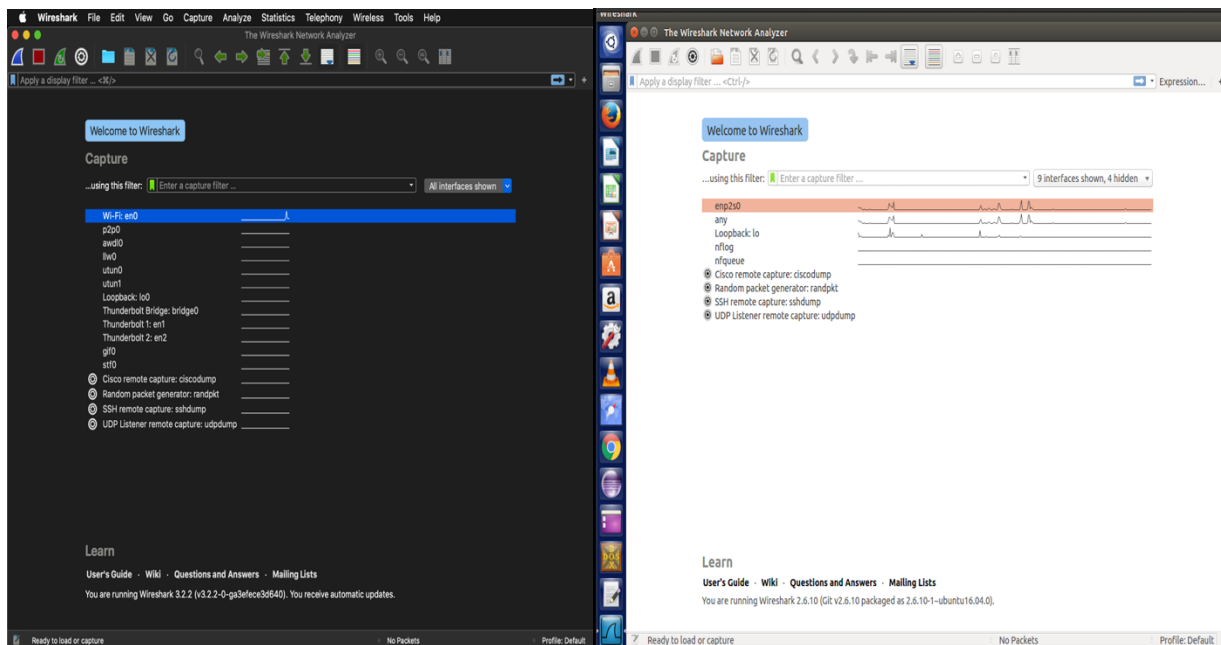 Wireshark File Edit View Go Capture Analyze Statistics Telephony Wireless Tools Help
The Wireshark Network Analyzer
Apply a display filter ... <⌘/>
+
Welcome to Wireshark
Capture
...using this filter: Enter a capture filter ... All interfaces shown
Wi-Fi: en0
p2p0
awdl0
llw0
utun0
utun1
Loopback: lo0
Thunderbolt Bridge: bridge0
Thunderbolt 1: en1
Thunderbolt 2: en2
gif0
stf0
Cisco remote capture: ciscodump
Random packet generator: randpkt
SSH remote capture: sshdump
UDP Listener remote capture: udpdump
Learn
User's Guide · Wiki · Questions and Answers · Mailing Lists
You are running Wireshark 3.2.2 (v3.2.2-0-ga3efece3d640). You receive automatic updates.
Ready to load or capture No Packets Profile: Default
Wireshark
The Wireshark Network Analyzer
Apply a display filter ... <Ctrl-/> Expression... +
Welcome to Wireshark
Capture
...using this filter: Enter a capture filter ... 9 interfaces shown, 4 hidden
enp2s0
any
Loopback: lo
nflog
nfqueue
Cisco remote capture: ciscodump
Random packet generator: randpkt
SSH remote capture: sshdump
UDP Listener remote capture: udpdump
Learn
User's Guide · Wiki · Questions and Answers · Mailing Lists
You are running Wireshark 2.6.10 (Git v2.6.10 packaged as 2.6.10-1~ubuntu16.04.0).
Ready to load or capture No Packets Profile: Default